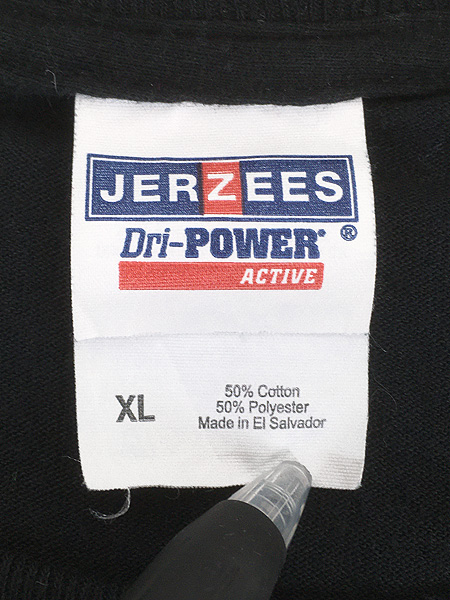 JERZEES
Dri-POWER® 
ACTIVE
XL
50% Cotton
50% Polyester
Made in El Salvador